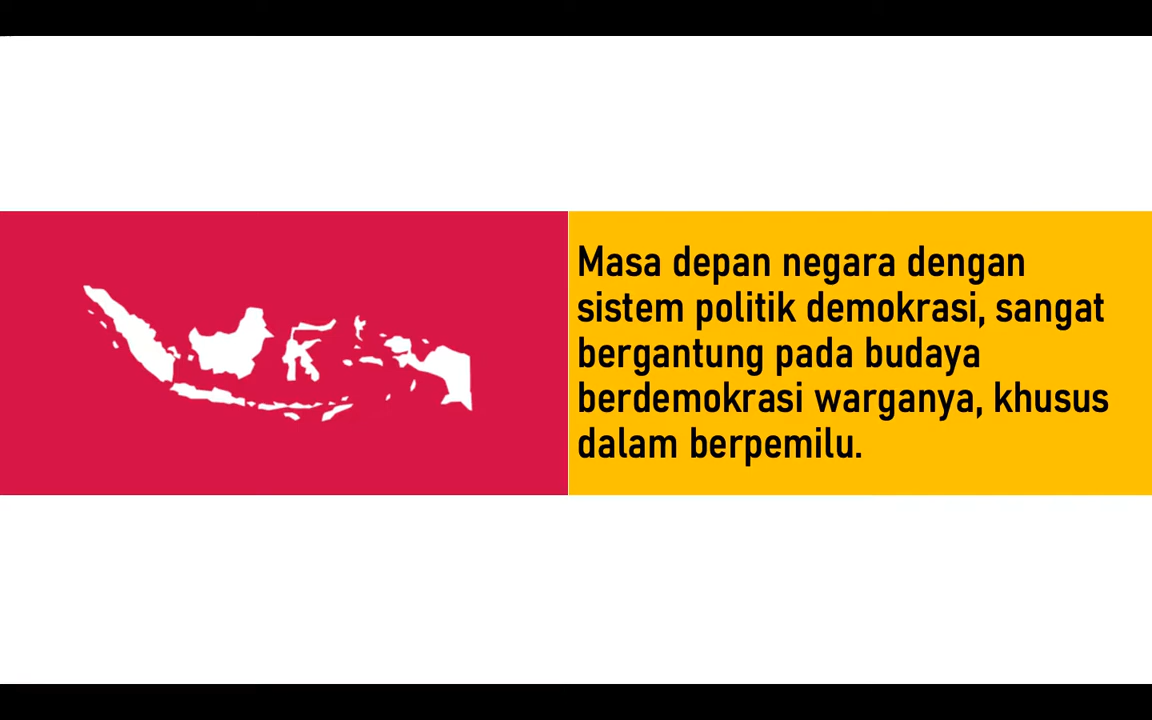 Masa depan negara dengan
sistem politik demokrasi, sangat
bergantung pada budaya
berdemokrasi warganya, khusus
dalam berpemilu.